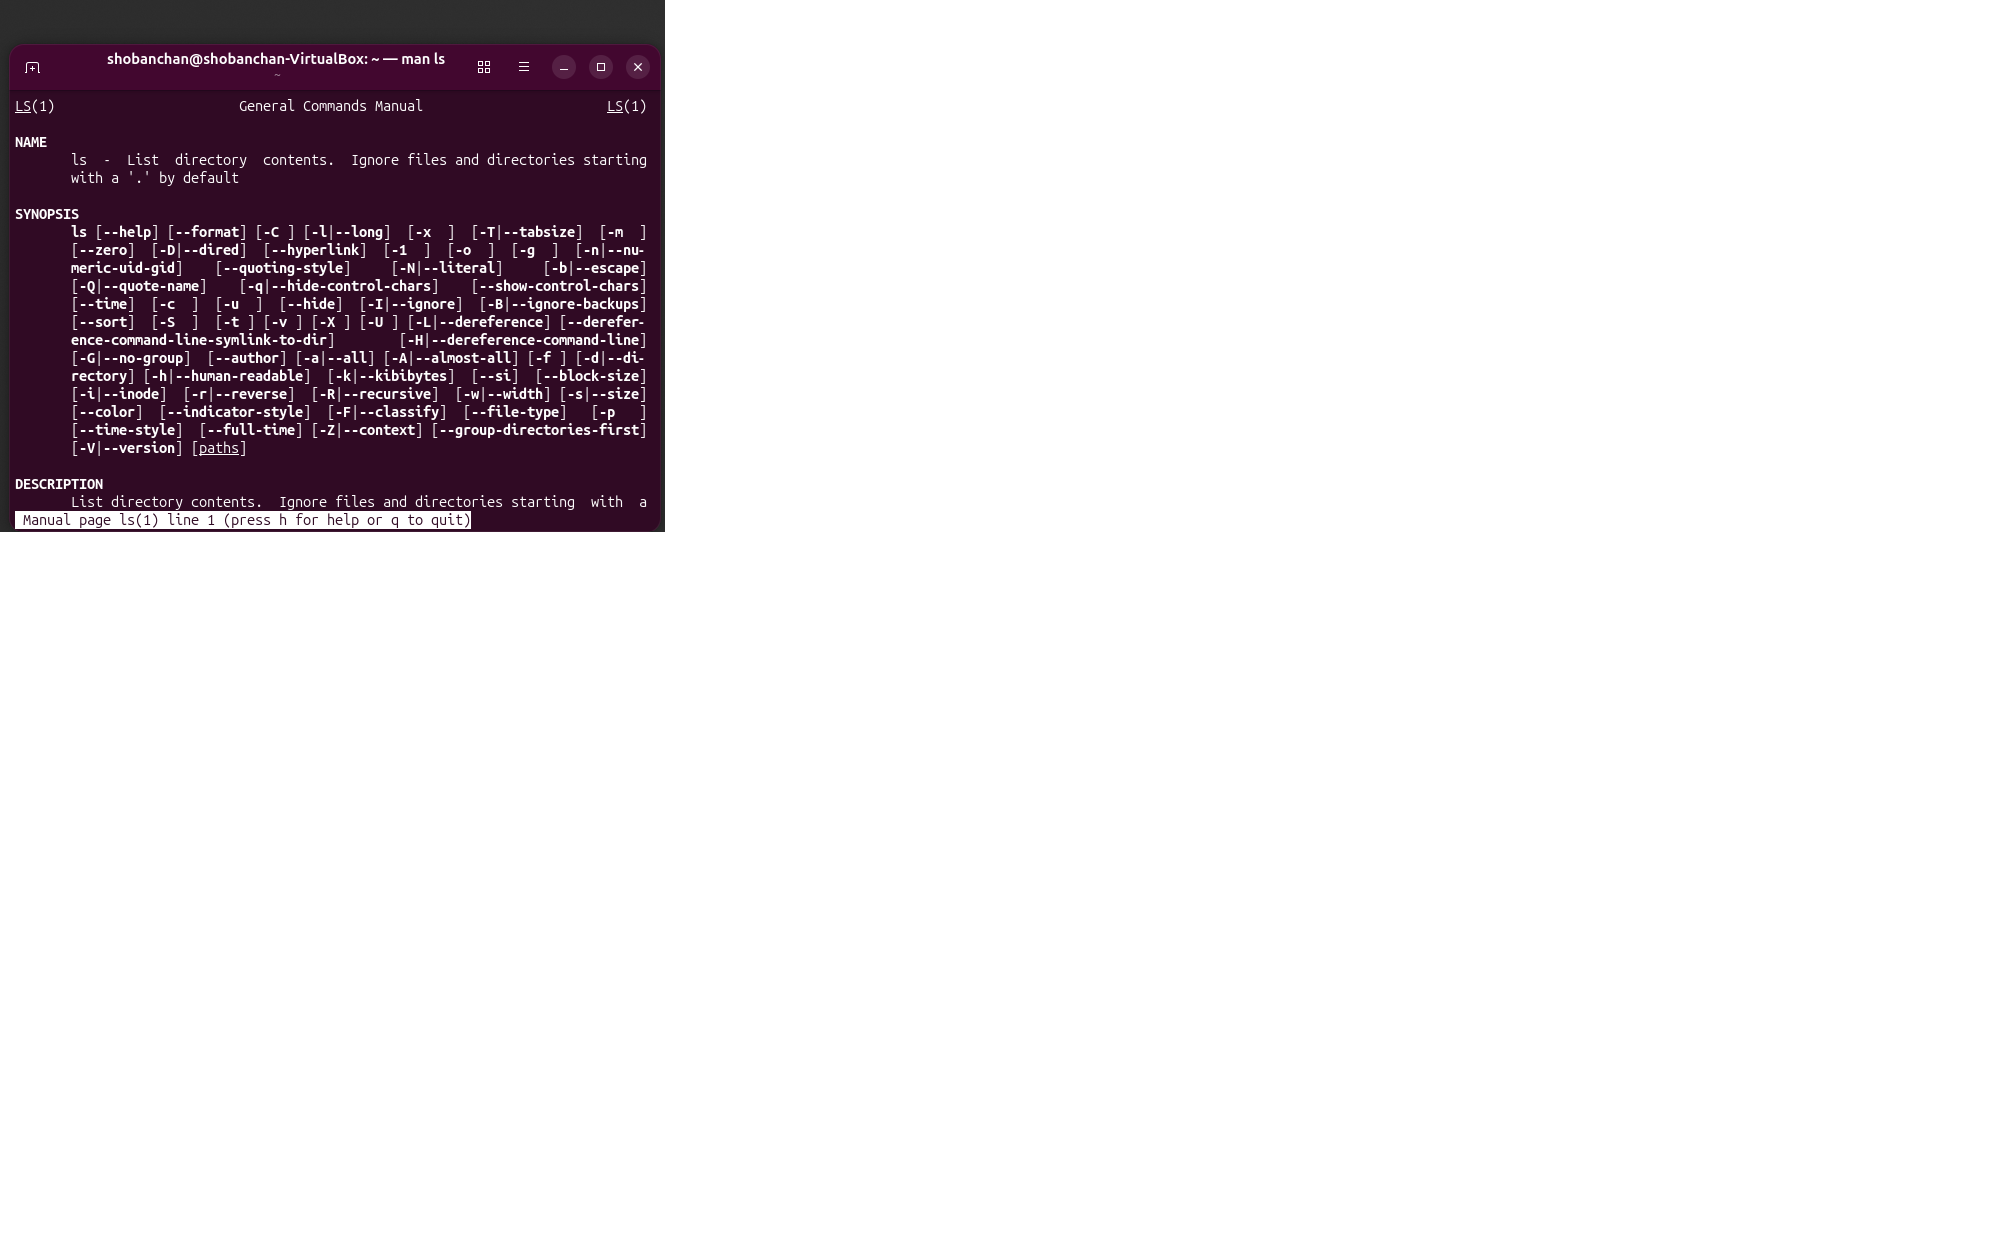 shobanchan@shobanchan-VirtualBox: ~ — man ls
~
LS(1) General Commands Manual LS(1)
NAME
ls - List directory contents. Ignore files and directories starting
with a '.' by default
SYNOPSIS
ls [--help] [--format] [-C ] [-l|--long] [-x ] [-T|--tabsize] [-m ]
[--zero] [-D|--dired] [--hyperlink] [-1 ] [-o ] [-g ] [-n|--nu-
meric-uid-gid] [--quoting-style] [-N|--literal] [-b|--escape]
[-Q|--quote-name] [-q|--hide-control-chars] [--show-control-chars]
[--time] [-c ] [-u ] [--hide] [-I|--ignore] [-B|--ignore-backups]
[--sort] [-S ] [-t ] [-v ] [-X ] [-U ] [-L|--dereference] [--derefer-
ence-command-line-symlink-to-dir] [-H|--dereference-command-line]
[-G|--no-group] [--author] [-a|--all] [-A|--almost-all] [-f ] [-d|--di-
rectory] [-h|--human-readable] [-k|--kibibytes] [--si] [--block-size]
[-i|--inode] [-r|--reverse] [-R|--recursive] [-w|--width] [-s|--size]
[--color] [--indicator-style] [-F|--classify] [--file-type] [-p ]
[--time-style] [--full-time] [-Z|--context] [--group-directories-first]
[-V|--version] [paths]
DESCRIPTION
List directory contents. Ignore files and directories starting with a
Manual page ls(1) line 1 (press h for help or q to quit)